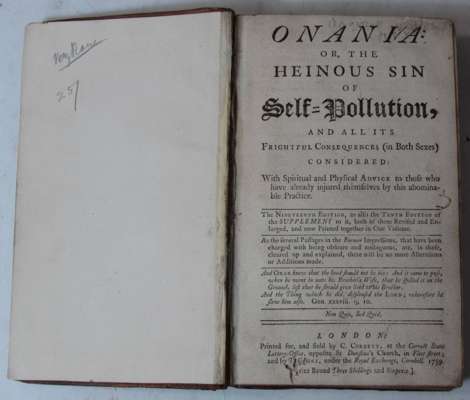 Very Rare
257
ONANIA:
OR, THE
HEINOUS SIN
OF
Self=Pollution,
AND ALL ITS
FRIGHTFUL CONSEQUENCES (in Both Sexes)
CONSIDERED:
With Spiritual and Physical ADVICE to those who
have already injured themselves by this abomina-
ble Practice.
The NINETEENTH EDITION, as also the TENTH EDITION of
the SUPPLEMENT to it, both of them Revised and En-
larged, and now Printed together in One Volume.
As the several Passages in the Former Impressions, that have been
charged with being obscure and ambiguous, are, in these,
cleared up and explained, there will be no more Alterations
or Additions made.
And ONAN knew that the Seed should not be his: And it came to pass,
when he went in unto his Brother's Wife, that he spilled it on the
Ground, lest that he should give Seed to his Brother.
And the Thing which he did, displeased the LORD; wherefore he
slew him also. Gen. xxxviii. 9, 10.
Non Quis, Sed Quid.
LONDON:
Printed for, and sold by C. CORBETT, at the Correct State
Lottery-Office, opposite St Dunstan's Church, in Fleet-street;
and by under the Royal Exchange, Cornhill. 1759.
Price Bound Three Shillings and Sixpence.]